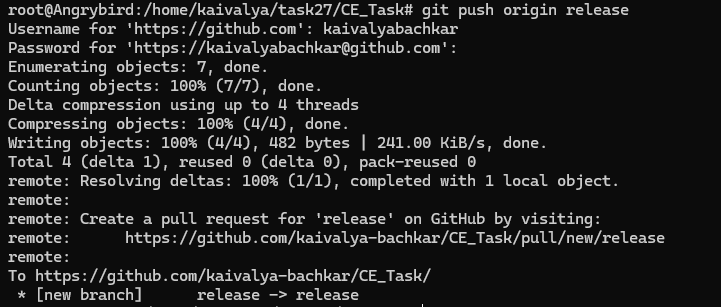 root@Angrybird:/home/kaivalya/task27/CE_Task# git push origin release
Username for 'https://github.com': kaivalyabachkar
Password for 'https://kaivalyabachkar@github.com':
Enumerating objects: 7, done.
Counting objects: 100% (7/7), done.
Delta compression using up to 4 threads
Compressing objects: 100% (4/4), done.
Writing objects: 100% (4/4), 482 bytes | 241.00 KiB/s, done.
Total 4 (delta 1), reused 0 (delta 0), pack-reused 0
remote: Resolving deltas: 100% (1/1), completed with 1 local object.
remote:
remote: Create a pull request for 'release' on GitHub by visiting:
remote:      https://github.com/kaivalya-bachkar/CE_Task/pull/new/release
remote:
To https://github.com/kaivalya-bachkar/CE_Task/
 * [new branch]      release -> release